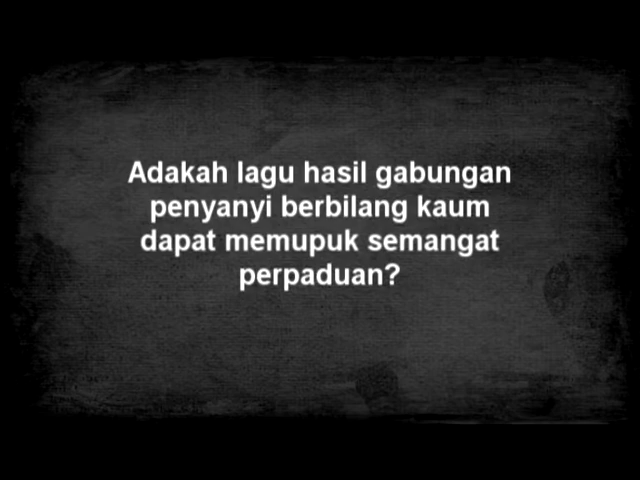 Adakah lagu hasil gabungan
penyanyi berbilang kaum
dapat memupuk semangat
perpaduan?